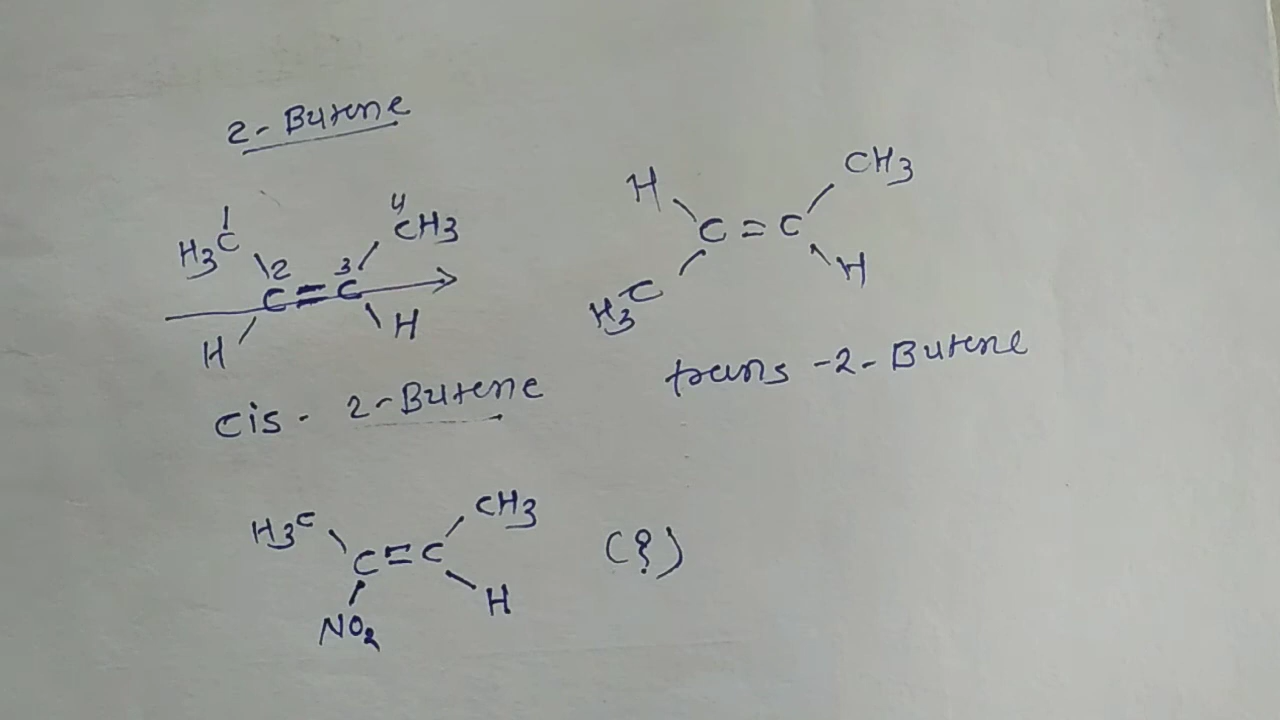 2-Butene
1 4
H3C CH3
2 3
C=C
H H
cis- 2-Butene
H CH3
C=C
H3C H
trans-2-Butene
H3C CH3
C=C (?)
NO2 H